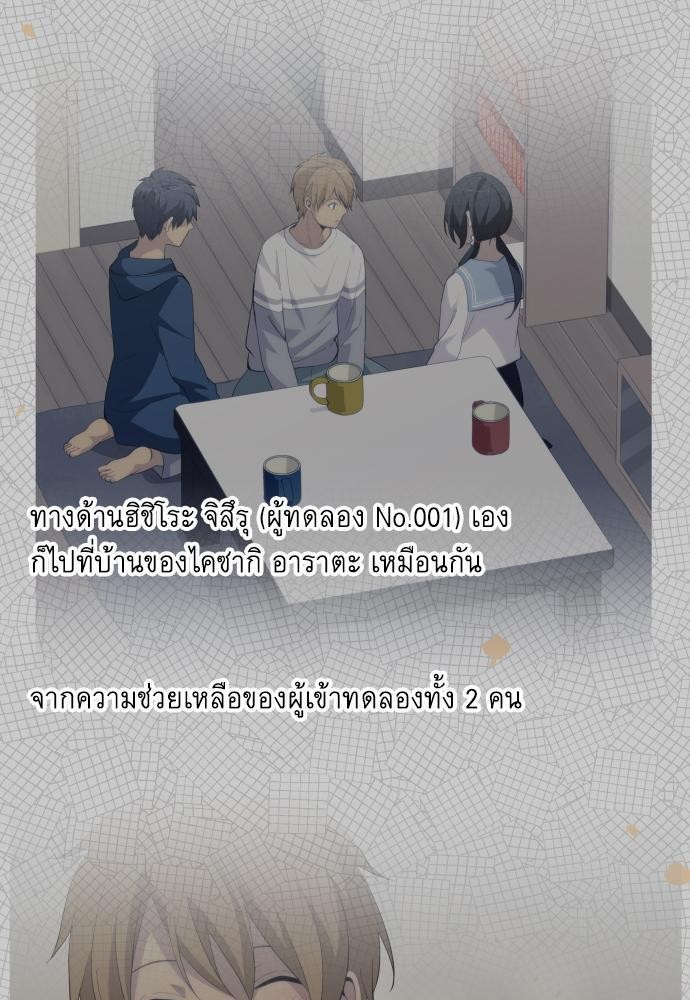 ทางด้านฮิชิโระ จิสึรุ (ผู้ทดลอง No.001) เอง
ก็ไปที่บ้านของไคซากิ อาราตะ เหมือนกัน
จากความช่วยเหลือของผู้เข้าทดลองทั้ง 2 คน